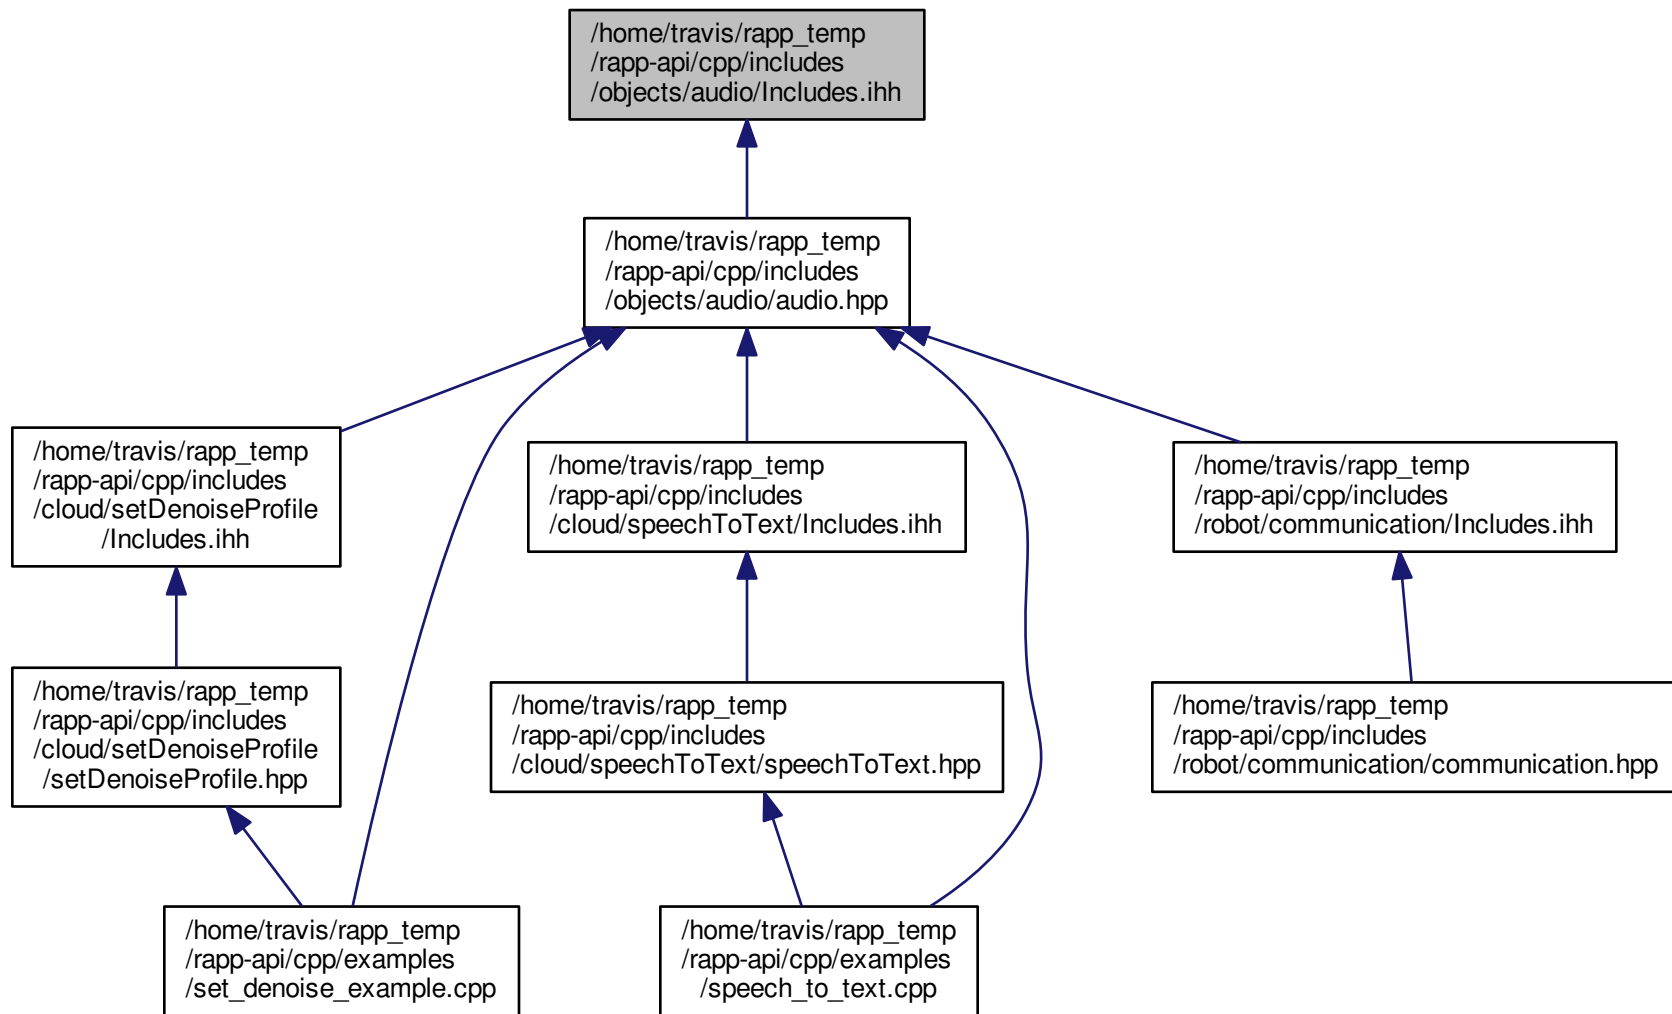 /home/travis/rapp_temp
/rapp-api/cpp/includes
/objects/audio/Includes.ihh
/home/travis/rapp_temp
/rapp-api/cpp/includes
/objects/audio/audio.hpp
/home/travis/rapp_temp
/rapp-api/cpp/includes
/cloud/setDenoiseProfile
/Includes.ihh
/home/travis/rapp_temp
/rapp-api/cpp/includes
/cloud/speechToText/Includes.ihh
/home/travis/rapp_temp
/rapp-api/cpp/includes
/robot/communication/Includes.ihh
/home/travis/rapp_temp
/rapp-api/cpp/includes
/cloud/setDenoiseProfile
/setDenoiseProfile.hpp
/home/travis/rapp_temp
/rapp-api/cpp/includes
/cloud/speechToText/speechToText.hpp
/home/travis/rapp_temp
/rapp-api/cpp/includes
/robot/communication/communication.hpp
/home/travis/rapp_temp
/rapp-api/cpp/examples
/set_denoise_example.cpp
/home/travis/rapp_temp
/rapp-api/cpp/examples
/speech_to_text.cpp